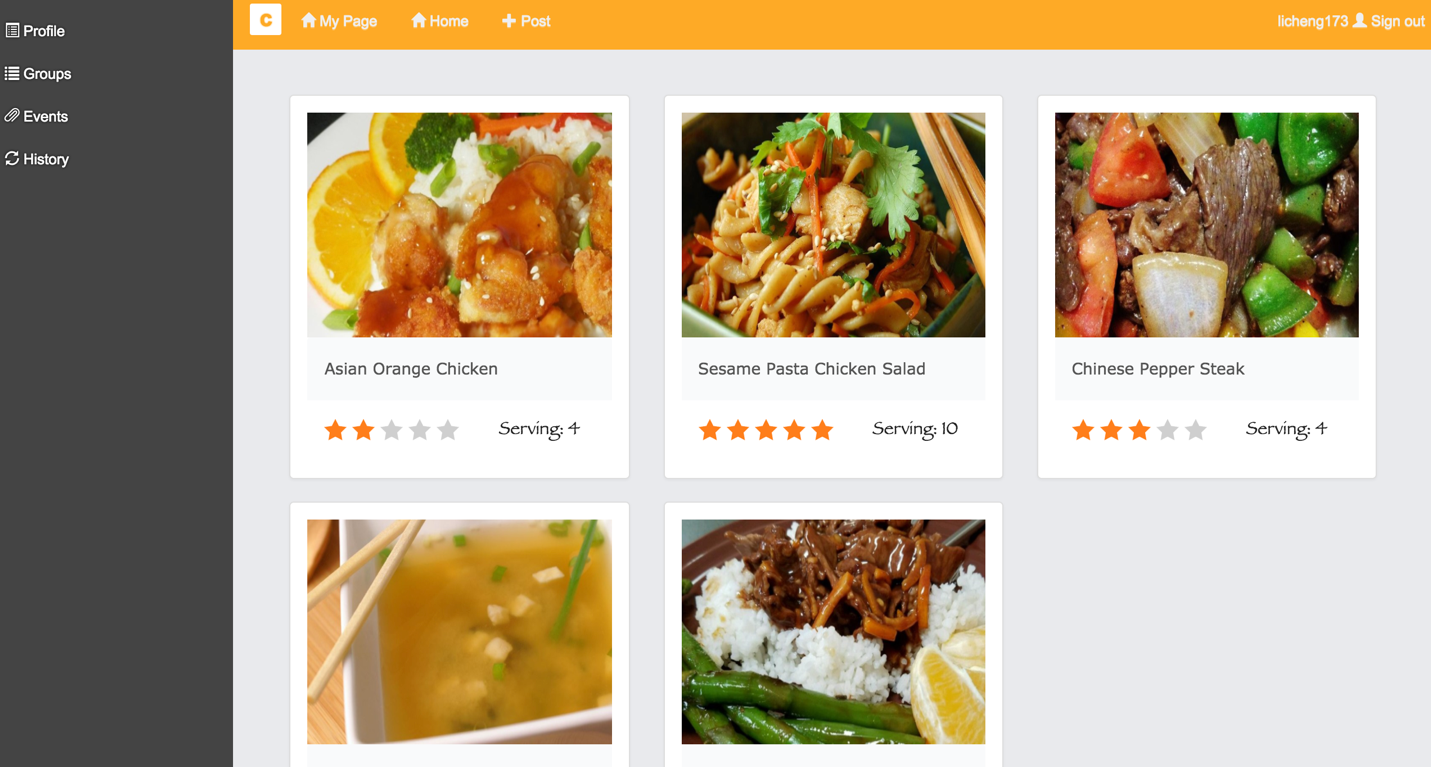 C My Page Home Post licheng173 Sign out
Profile
Groups
Events
History
Asian Orange Chicken
Serving: 4
Sesame Pasta Chicken Salad
Serving: 10
Chinese Pepper Steak
Serving: 4